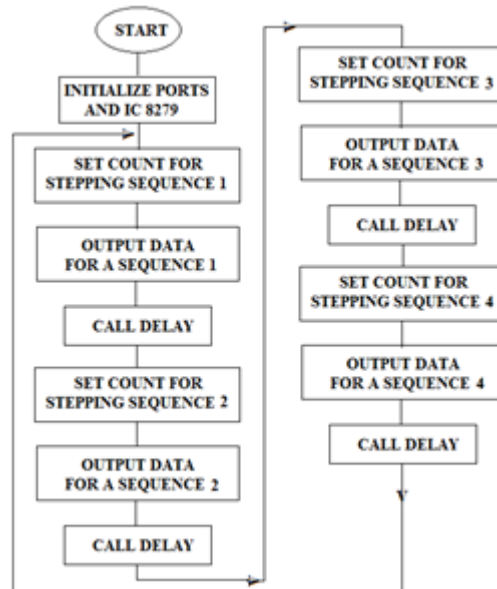 START
INITIALIZE PORTS
AND IC 8279
SET COUNT FOR
STEPPING SEQUENCE 1
OUTPUT DATA
FOR A SEQUENCE 1
CALL DELAY
SET COUNT FOR
STEPPING SEQUENCE 2
OUTPUT DATA
FOR A SEQUENCE 2
CALL DELAY
SET COUNT FOR
STEPPING SEQUENCE 3
OUTPUT DATA
FOR A SEQUENCE 3
CALL DELAY
SET COUNT FOR
STEPPING SEQUENCE 4
OUTPUT DATA
FOR A SEQUENCE 4
CALL DELAY